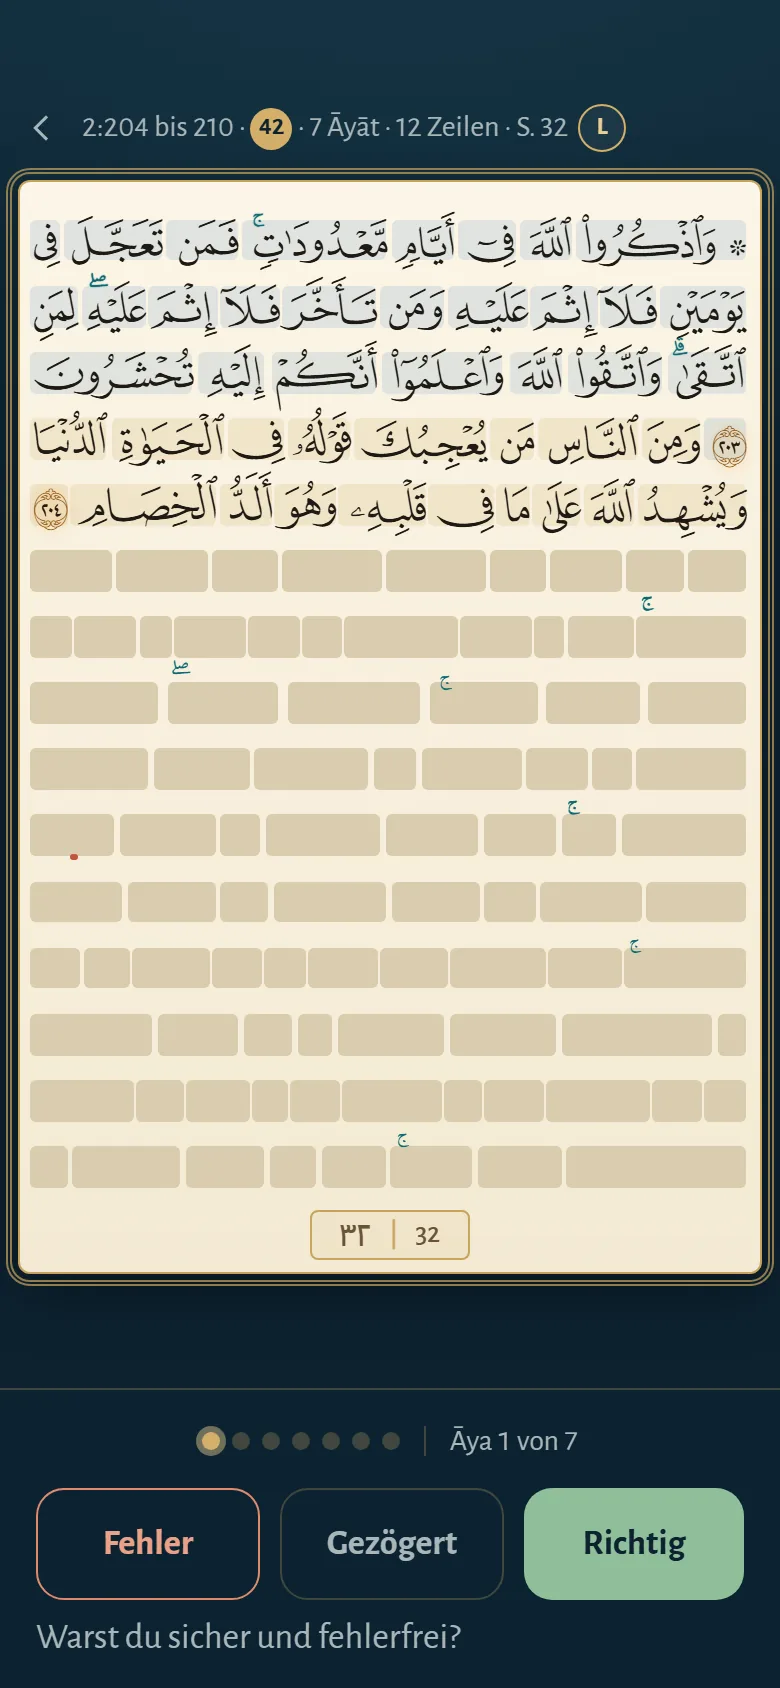 2:204 bis 210 · 42 · 7 Āyāt · 12 Zeilen · S. 32 L
۞ وَٱذْكُرُوا۟ ٱللَّهَ فِىٓ أَيَّامٍ مَّعْدُودَٰتٍ ۚ فَمَن تَعَجَّلَ فِى
يَوْمَيْنِ فَلَآ إِثْمَ عَلَيْهِ وَمَن تَأَخَّرَ فَلَآ إِثْمَ عَلَيْهِ ۖ لِمَنِ
ٱتَّقَىٰ ۗ وَٱتَّقُوا۟ ٱللَّهَ وَٱعْلَمُوٓا۟ أَنَّكُمْ إِلَيْهِ تُحْشَرُونَ
٢٠٣ وَمِنَ ٱلنَّاسِ مَن يُعْجِبُكَ قَوْلُهُۥ فِى ٱلْحَيَوٰةِ ٱلدُّنْيَا
وَيُشْهِدُ ٱللَّهَ عَلَىٰ مَا فِى قَلْبِهِۦ وَهُوَ أَلَدُّ ٱلْخِصَامِ ٢٠٤
ۚ
ۖ ۚ
ۚ
ۚ
ۚ
٣٢ | 32
Āya 1 von 7
Fehler Gezögert Richtig
Warst du sicher und fehlerfrei?